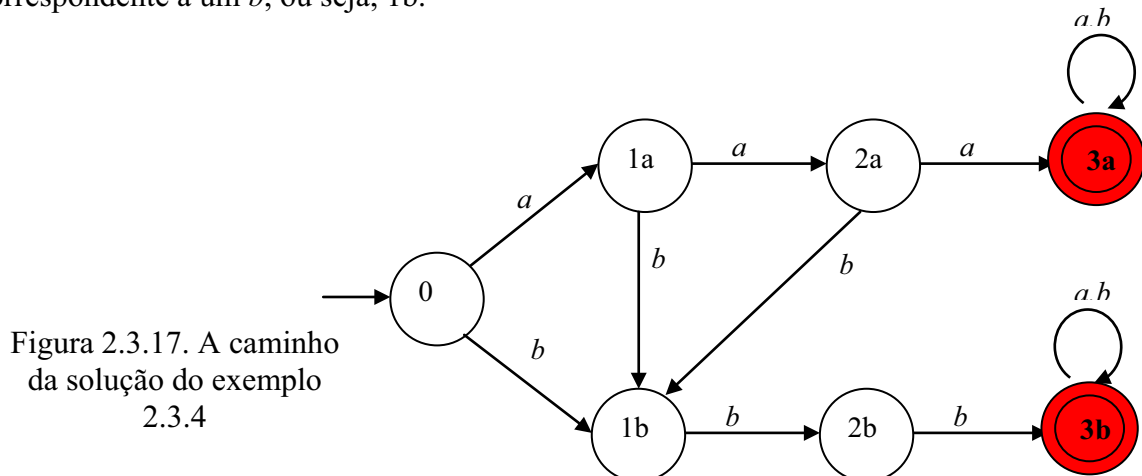 orrespondente a um b, ou seja, 1b.
a,b
1a
a
2a
a
3a
a
b
b
0
a,b
b
Figura 2.3.17. A caminho
da solução do exemplo
2.3.4
1b
b
2b
b
3b